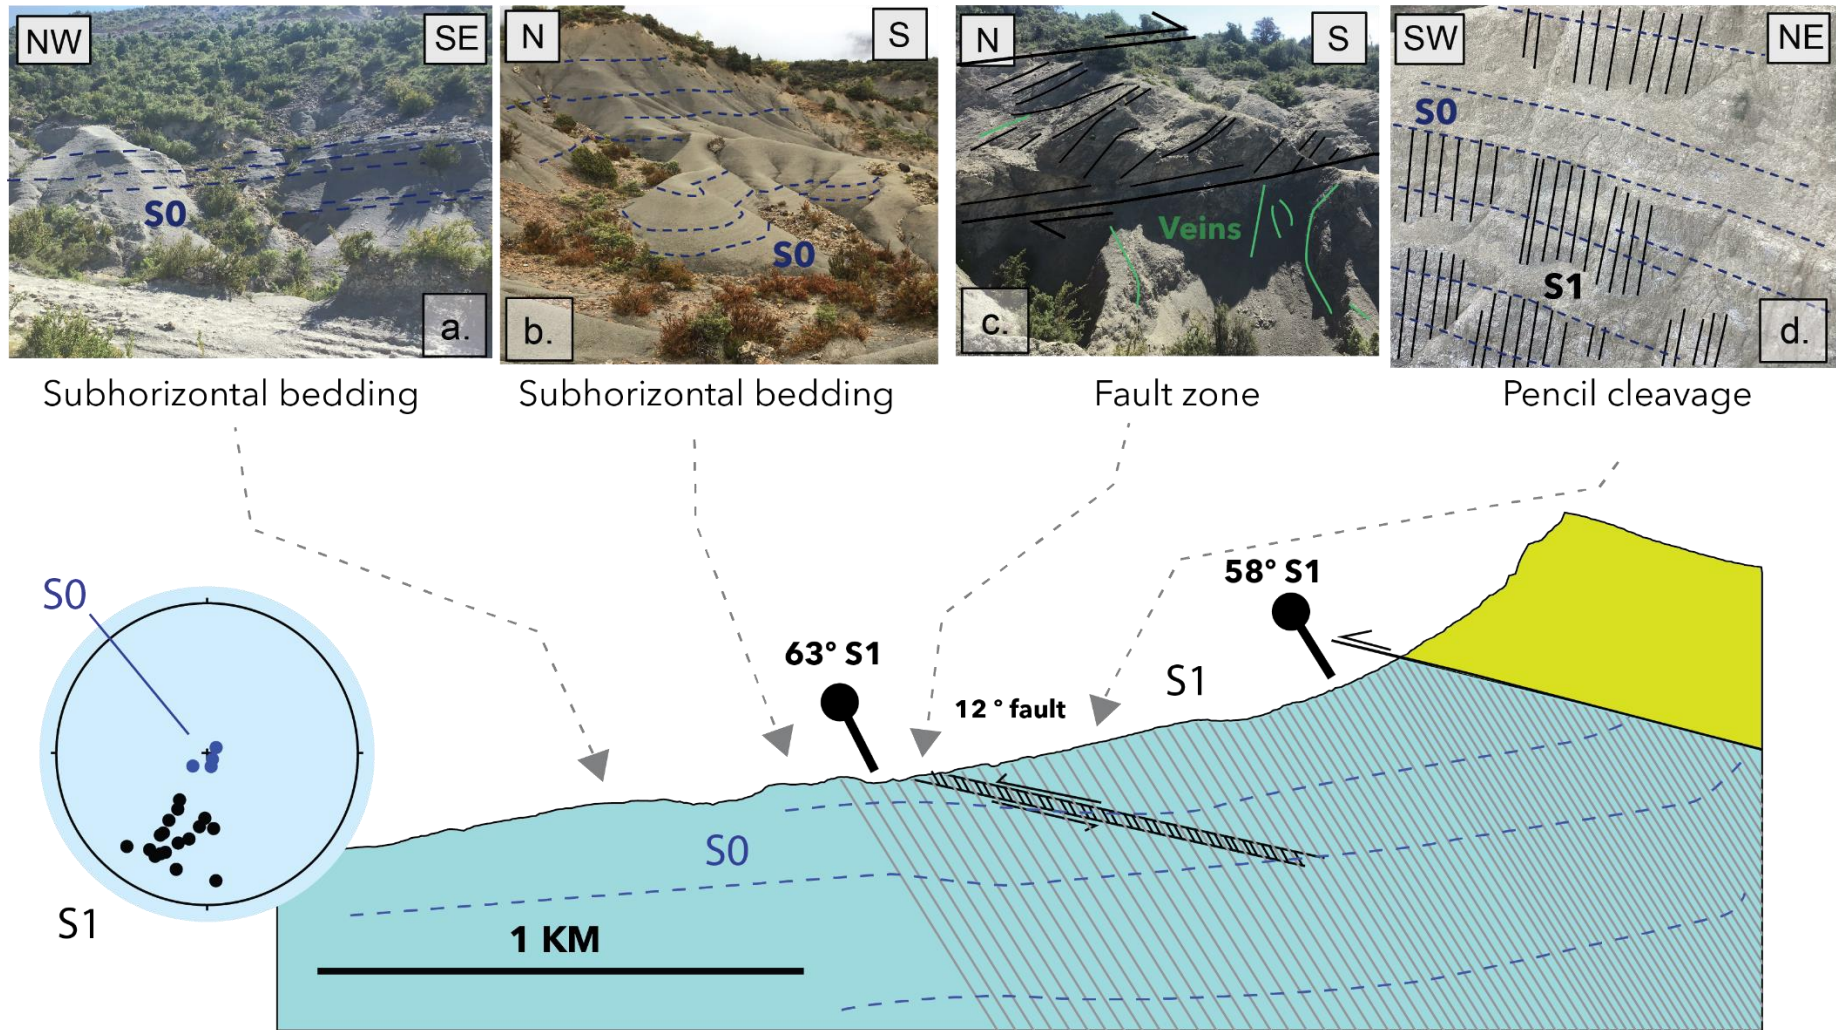 NW
SE
S0
a.
N
S
S0
b.
N
S
Veins
c.
SW
NE
S0
S1
d.
Subhorizontal bedding
Subhorizontal bedding
Fault zone
Pencil cleavage
S0
S1
63° S1
12 ° fault
S1
58° S1
S0
1 KM